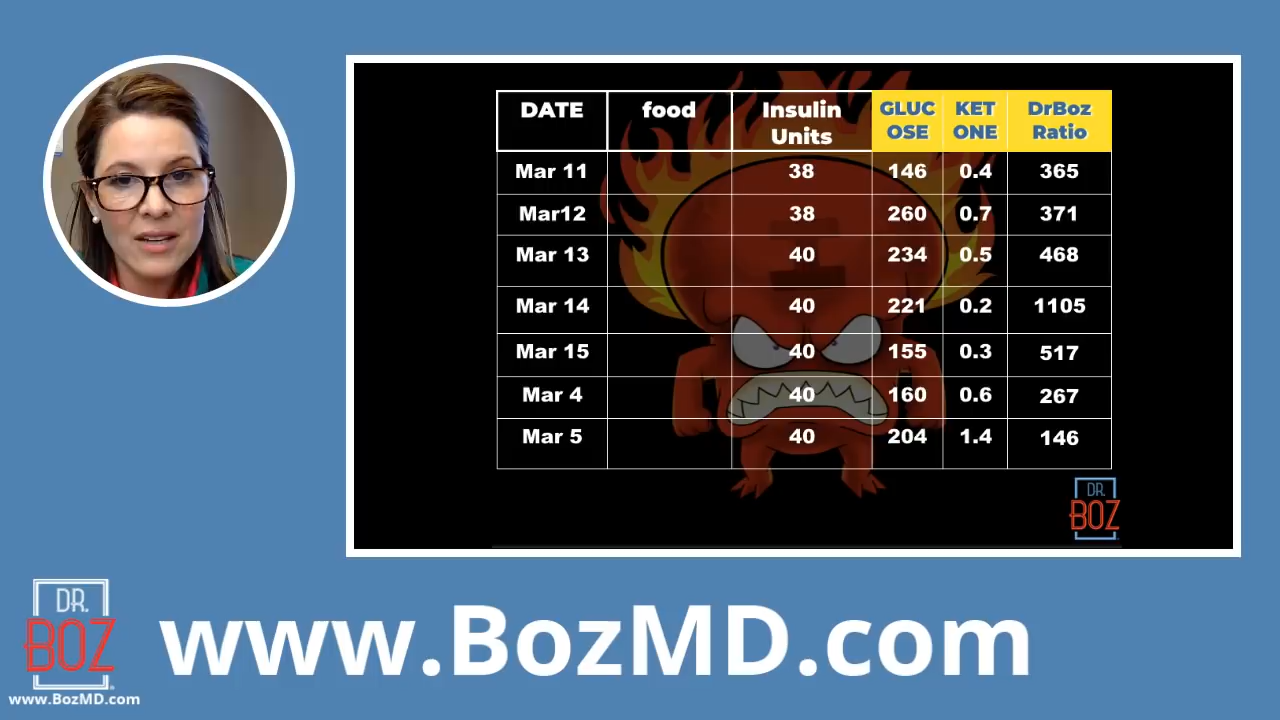 DATE food Insulin Units GLUC OSE KET ONE DrBoz Ratio
Mar 11 38 146 0.4 365
Mar12 38 260 0.7 371
Mar 13 40 234 0.5 468
Mar 14 40 221 0.2 1105
Mar 15 40 155 0.3 517
Mar 4 40 160 0.6 267
Mar 5 40 204 1.4 146
DR.
BOZ
DR.
BOZ
www.BozMD.com
www.BozMD.com